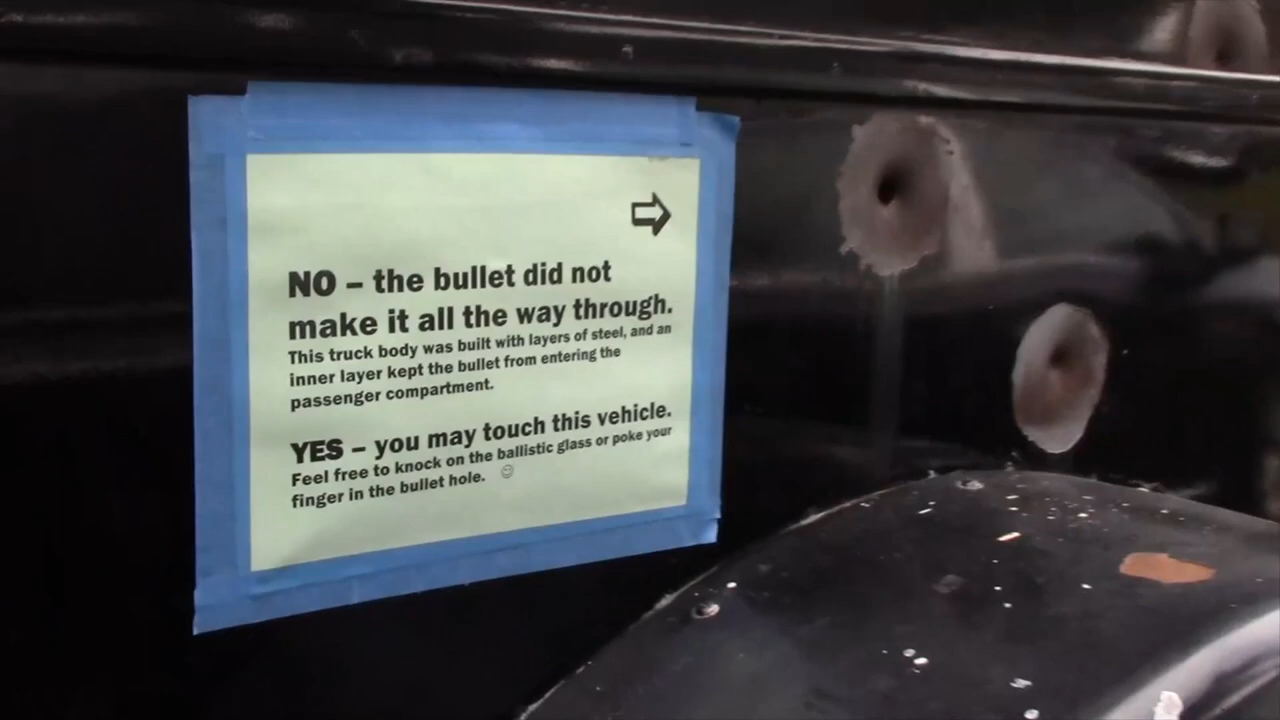 NO – the bullet did not
make it all the way through.
This truck body was built with layers of steel, and an
inner layer kept the bullet from entering the
passenger compartment.
YES – you may touch this vehicle.
Feel free to knock on the ballistic glass or poke your
finger in the bullet hole. ☺